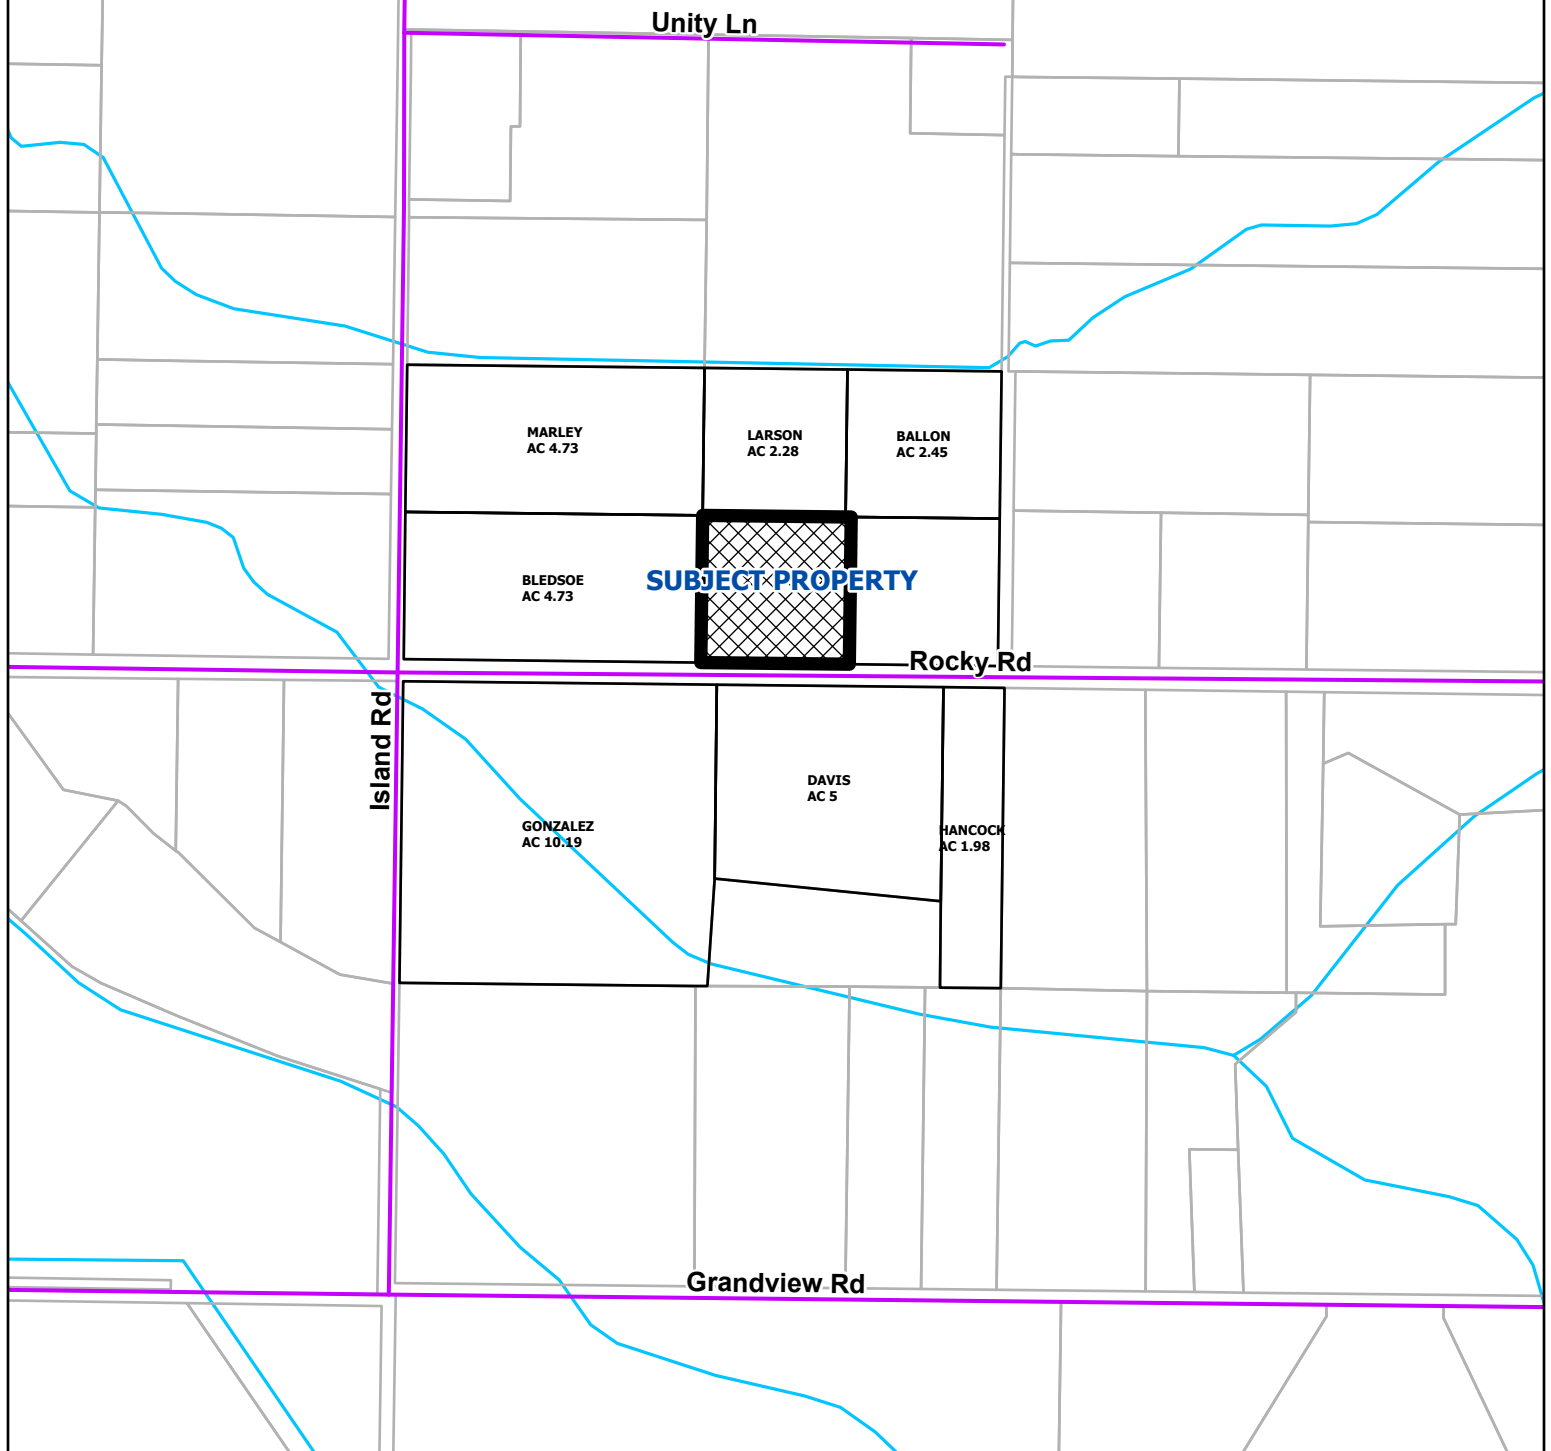 Unity Ln
MARLEY
AC 4.73
LARSON
AC 2.28
BALLON
AC 2.45
BLEDSOE
AC 4.73
SUBJECT PROPERTY
Rocky Rd
Island Rd
GONZALEZ
AC 10.19
DAVIS
AC 5
HANCOCK
AC 1.98
Grandview Rd